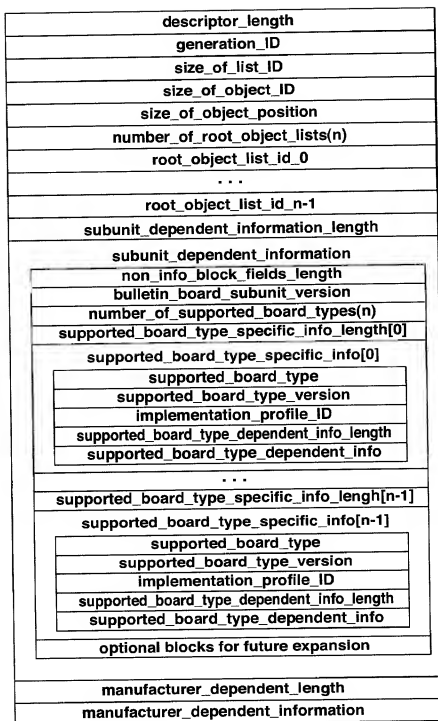 descriptor_length
generation_ID
size_of_list_ID
size_of_object_ID
size_of_object_position
number_of_root_object_lists(n)
root_object_list_id_0
. . .
root_object_list_id_n-1
subunit_dependent_information_length
subunit_dependent_information
non_info_block_fields_length
bulletin_board_subunit_version
number_of_supported_board_types(n)
supported_board_type_specific_info_length[0]
supported_board_type_specific_info[0]
supported_board_type
supported_board_type_version
implementation_profile_ID
supported_board_type_dependent_info_length
supported_board_type_dependent_info
. . .
supported_board_type_specific_info_lengh[n-1]
supported_board_type_specific_info[n-1]
supported_board_type
supported_board_type_version
implementation_profile_ID
supported_board_type_dependent_info_length
supported_board_type_dependent_info
optional blocks for future expansion
manufacturer_dependent_length
manufacturer_dependent_information